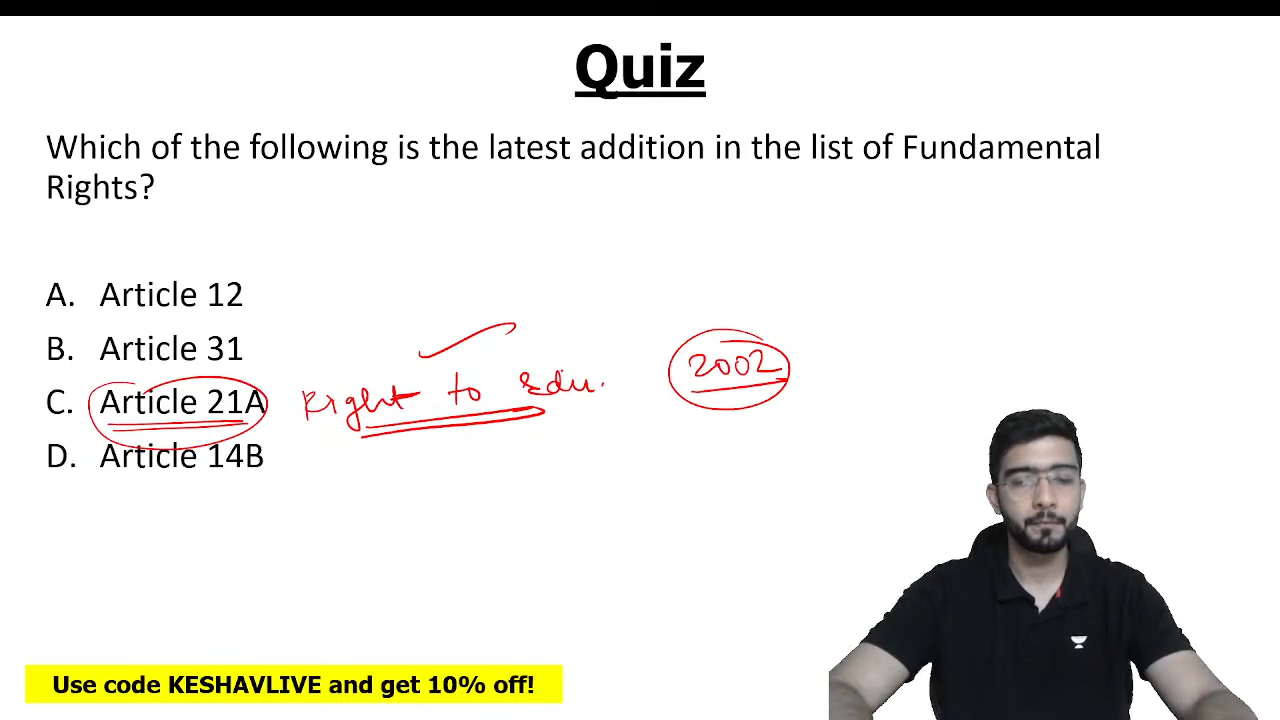 Quiz
Which of the following is the latest addition in the list of Fundamental
Rights?
A. Article 12
B. Article 31
C. Article 21A Right to Edu. 2002
D. Article 14B
Use code KESHAVLIVE and get 10% off!